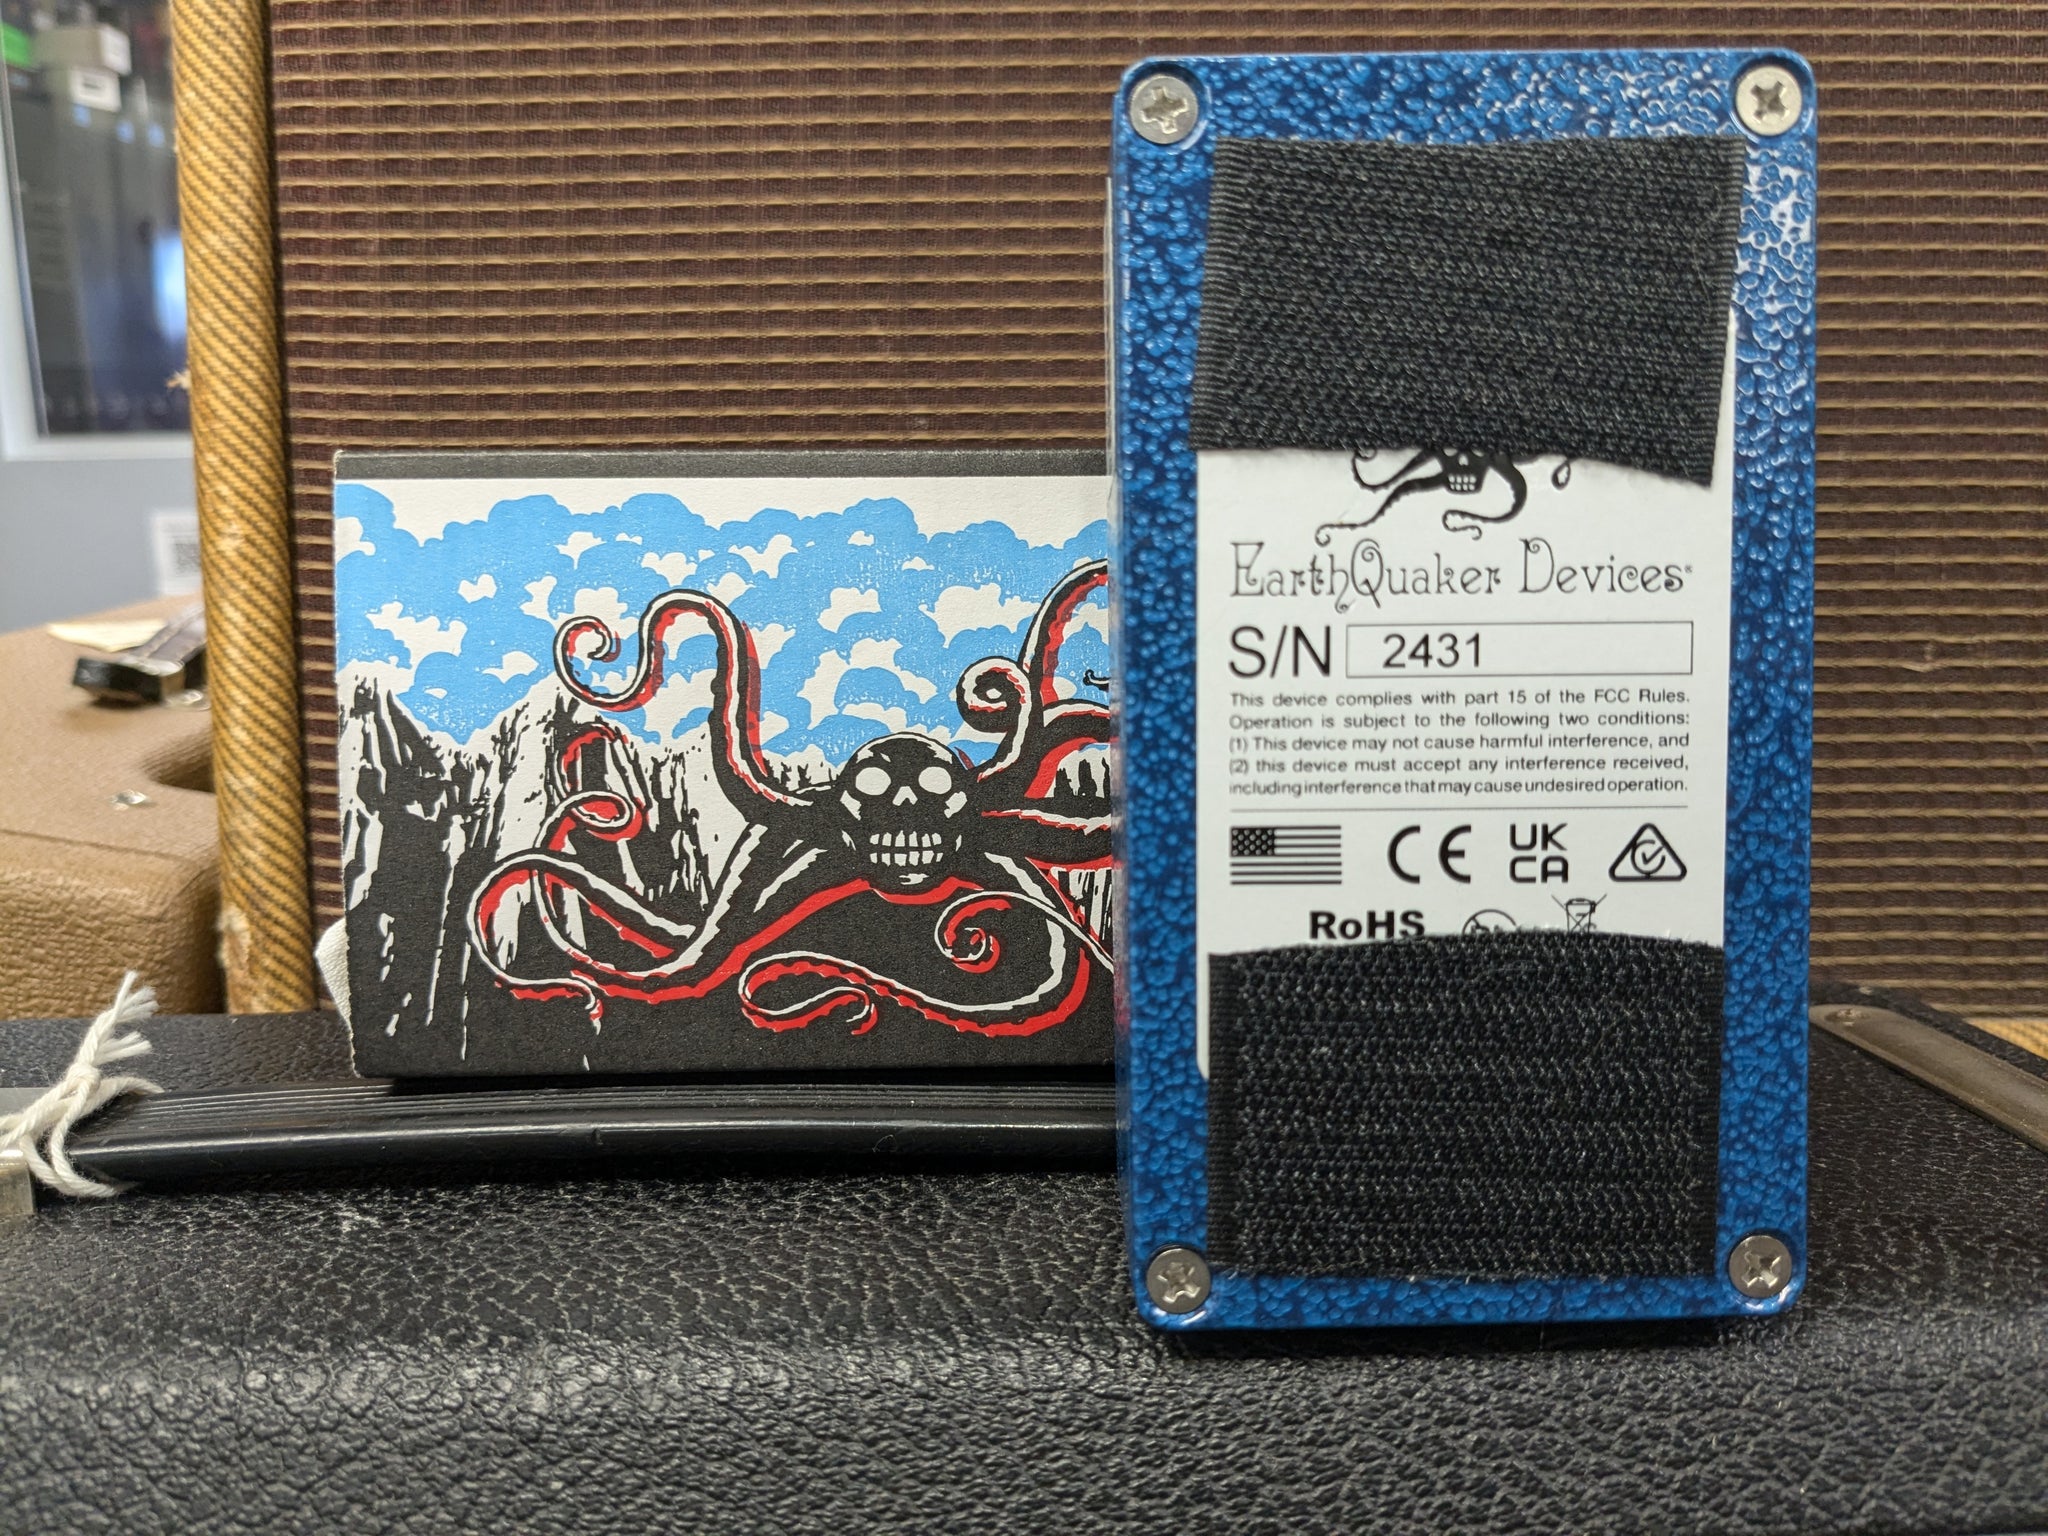 EarthQuaker Devices®
S/N 2431
This device complies with part 15 of the FCC Rules.
Operation is subject to the following two conditions:
(1) This device may not cause harmful interference, and
(2) this device must accept any interference received,
including interference that may cause undesired operation.
CE UK
CA
RoHS